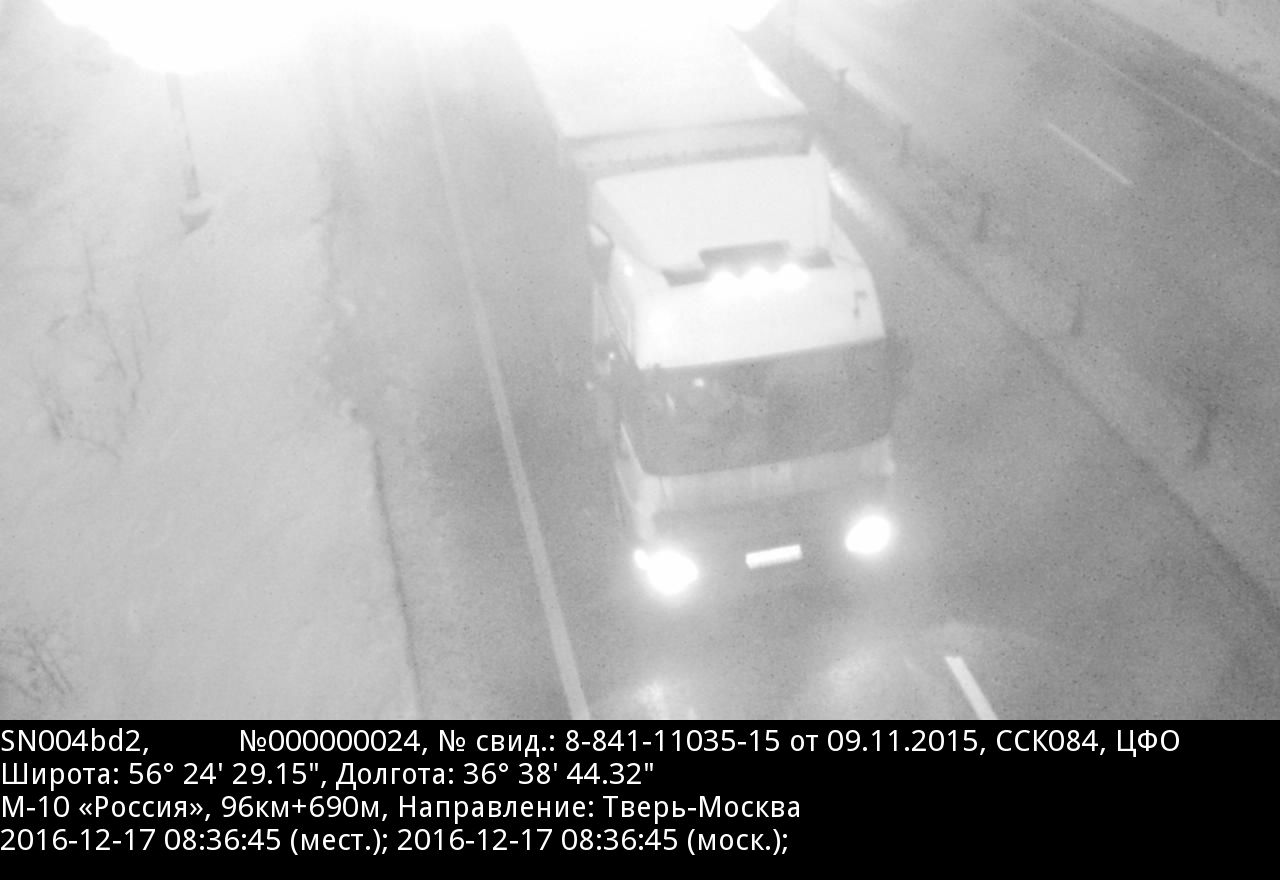 SN004bd2, №000000024, № свид.: 8-841-11035-15 от 09.11.2015, ССК084, ЦФО
Широта: 56° 24' 29.15", Долгота: 36° 38' 44.32"
М-10 «Россия», 96км+690м, Направление: Тверь-Москва
2016-12-17 08:36:45 (мест.); 2016-12-17 08:36:45 (моск.);